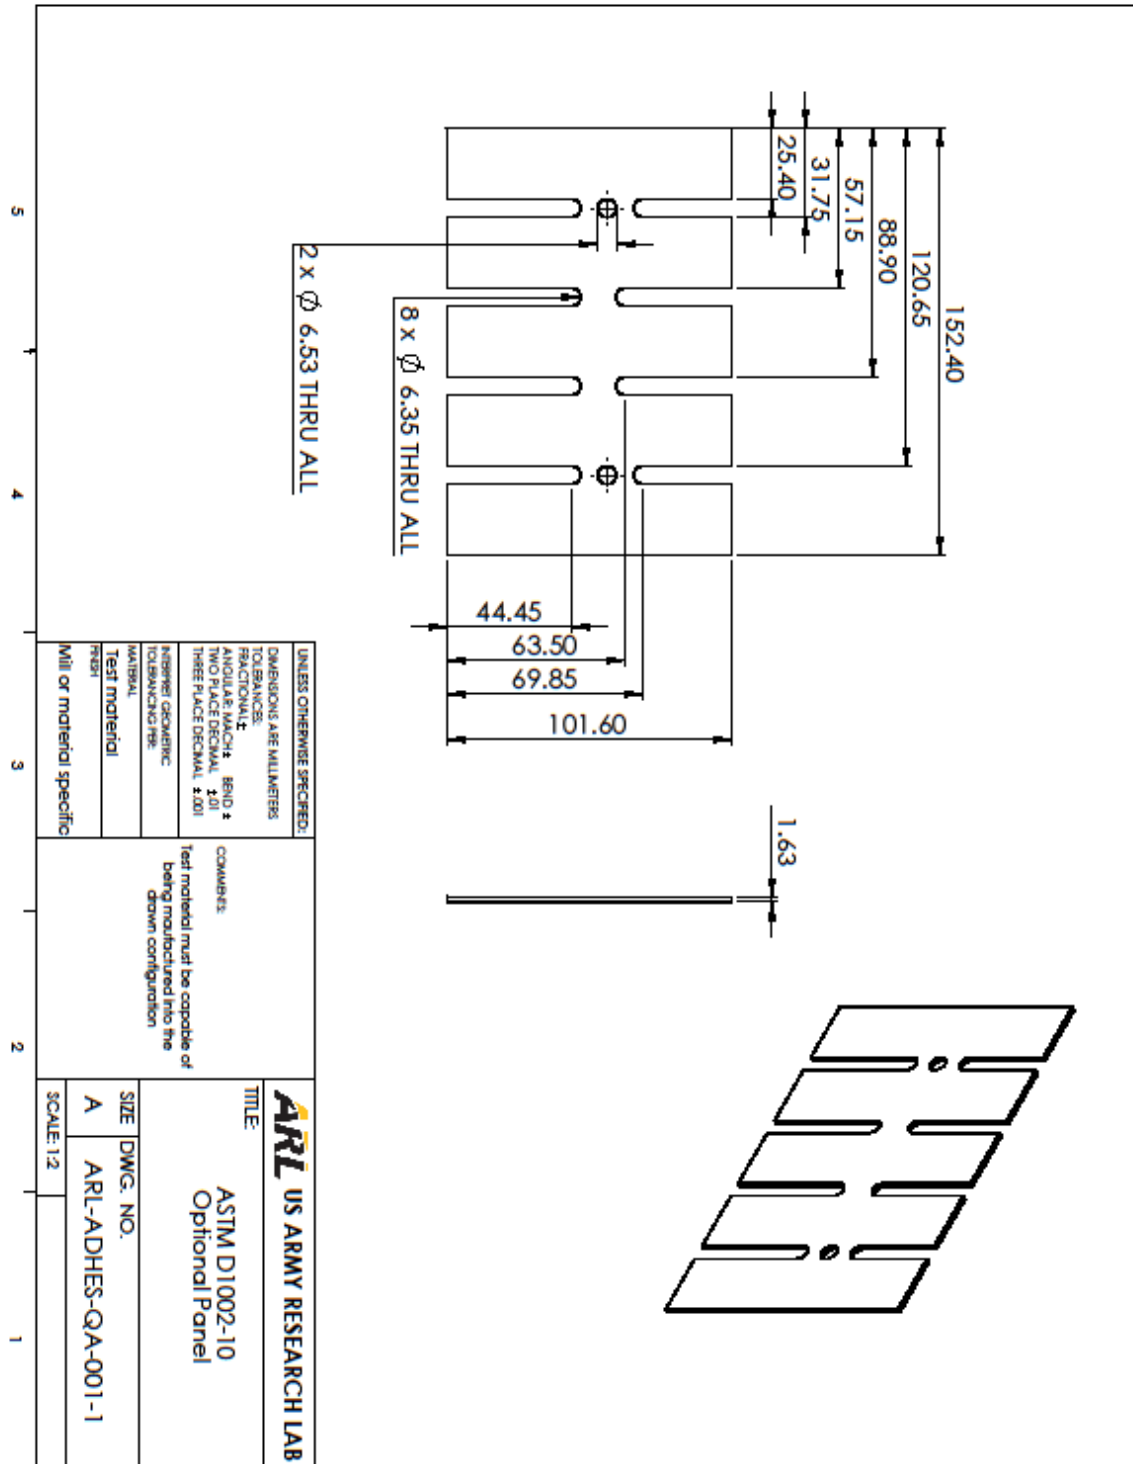 152.40
120.65
88.90
57.15
31.75
25.40
2 x Ø 6.53 THRU ALL
8 x Ø 6.35 THRU ALL
44.45
63.50
69.85
101.60
1.63
5
4
3
2
1
UNLESS OTHERWISE SPECIFIED:
DIMENSIONS ARE MILLIMETERS
TOLERANCES:
FRACTIONAL ±
ANGULAR: MACH ± BEND ±
TWO PLACE DECIMAL ±.01
THREE PLACE DECIMAL ±.001
INTERPRET GEOMETRIC
TOLERANCING PER:
MATERIAL
Test material
FINISH
Mill or material specific
COMMENTS:
Test material must be capable of
being maufactured into the
drawn configuration
ARL US ARMY RESEARCH LAB
TITLE:
ASTM D1002-10
Optional Panel
SIZE DWG. NO.
A ARL-ADHES-QA-001-1
SCALE: 1:2